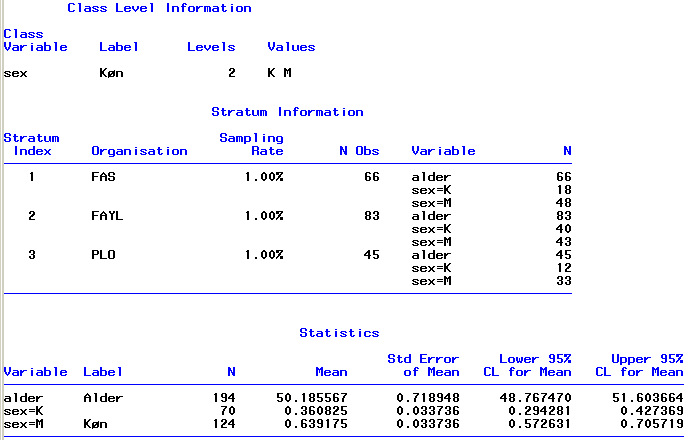 Class Level Information
Class
Variable Label Levels Values
sex Køn 2 K M
Stratum Information
Stratum Sampling
Index Organisation Rate N Obs Variable N
1 FAS 1.00% 66 alder 66
sex=K 18
sex=M 48
2 FAYL 1.00% 83 alder 83
sex=K 40
sex=M 43
3 PLO 1.00% 45 alder 45
sex=K 12
sex=M 33
Statistics
Std Error Lower 95% Upper 95%
Variable Label N Mean of Mean CL for Mean CL for Mean
alder Alder 194 50.185567 0.718948 48.767470 51.603664
sex=K 70 0.360825 0.033736 0.294281 0.427369
sex=M Køn 124 0.639175 0.033736 0.572631 0.705719